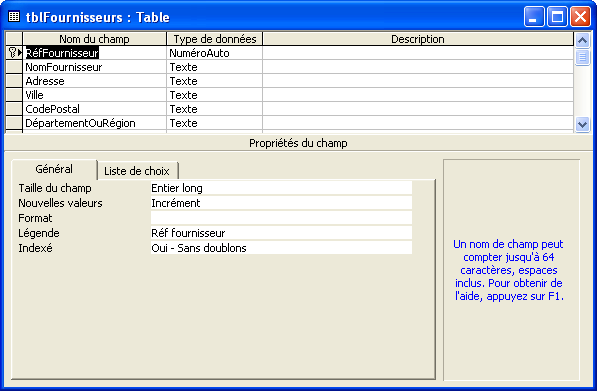 tblFournisseurs : Table
Nom du champ Type de données Description
RéfFournisseur NuméroAuto
NomFournisseur Texte
Adresse Texte
Ville Texte
CodePostal Texte
DépartementOuRégion Texte
Propriétés du champ
Général Liste de choix
Taille du champ Entier long
Nouvelles valeurs Incrément
Format
Légende Réf fournisseur
Indexé Oui - Sans doublons
Un nom de champ peut
compter jusqu'à 64
caractères, espaces
inclus. Pour obtenir de
l'aide, appuyez sur F1.